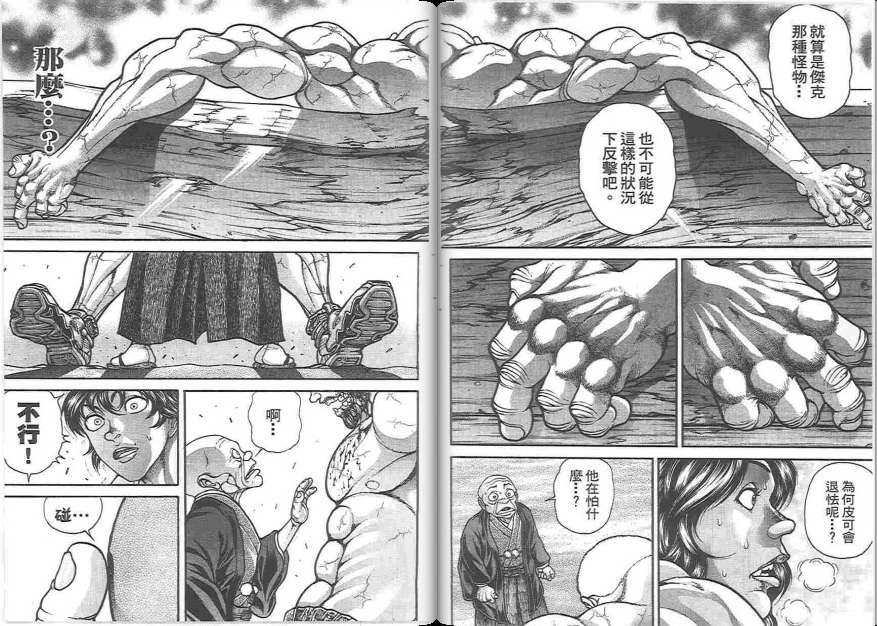 就算是傑克
那種怪物…
也不可能從
這樣的狀況
下反擊吧。
為何皮可會
退怯呢…?
他在怕什
麼…?
那麼…?
啊…
不行!
碰…